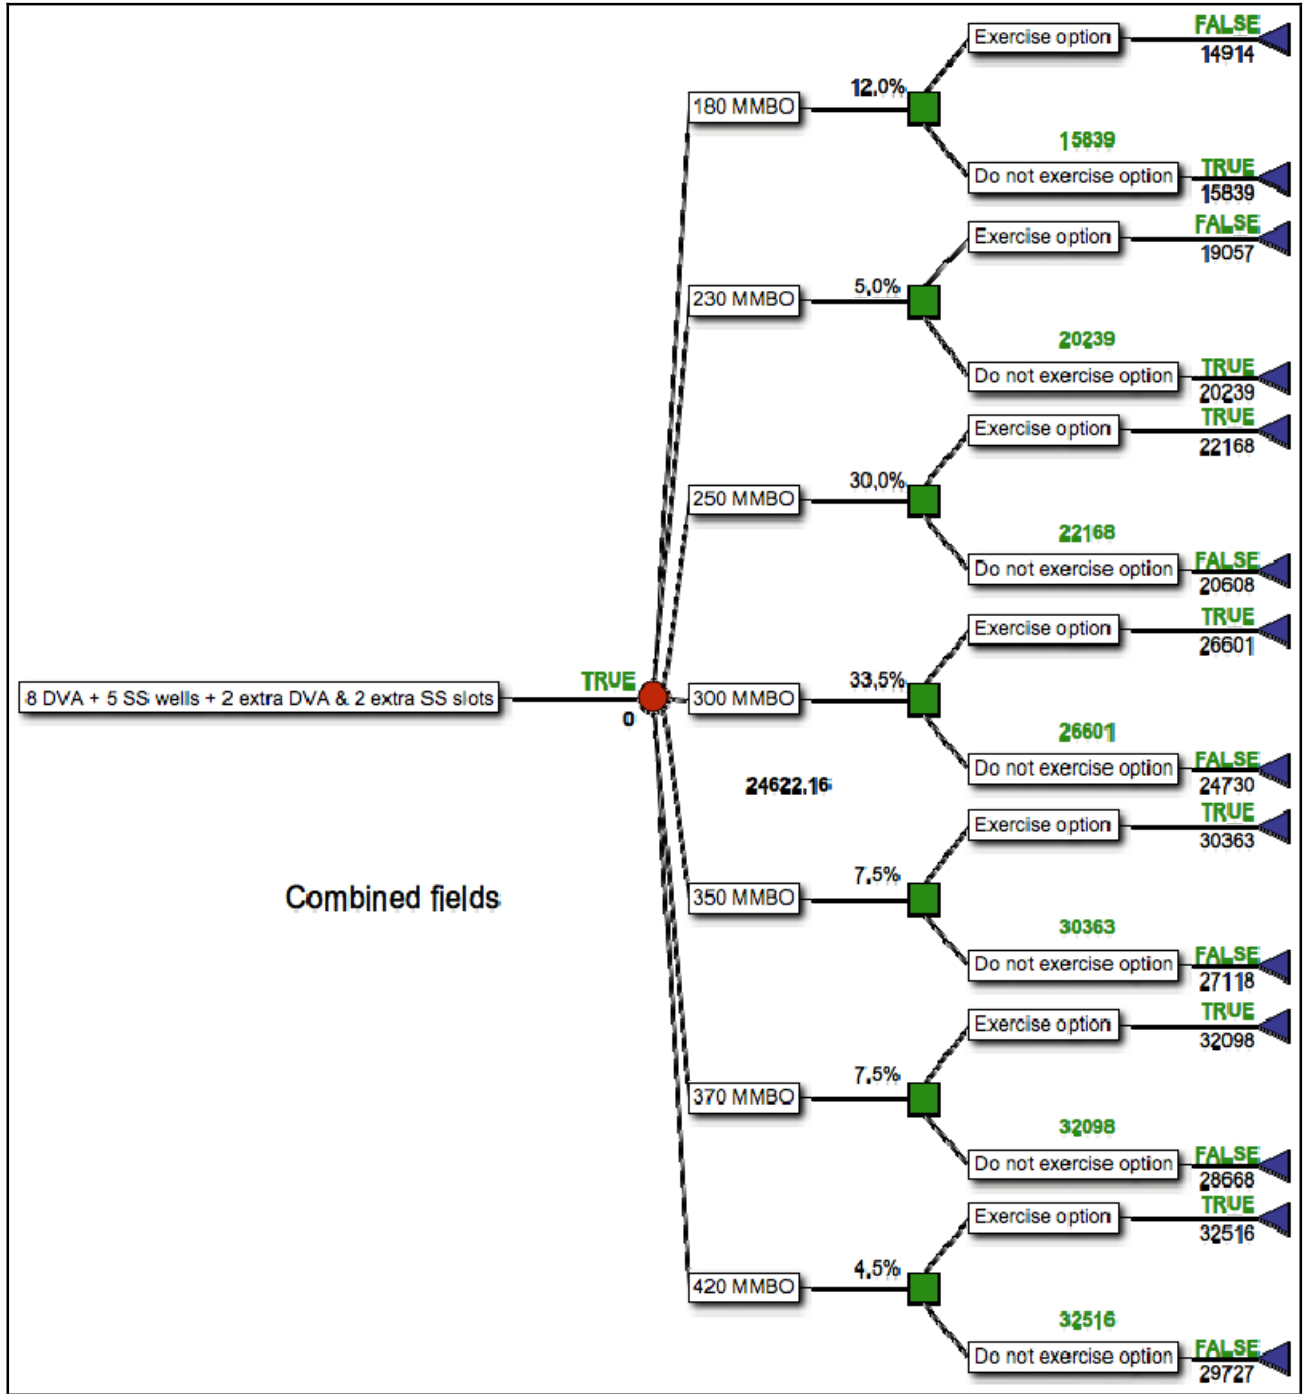 Exercise option
FALSE
14914
180 MMBO
12.0%
15839
Do not exercise option
TRUE
15839
Exercise option
FALSE
19057
230 MMBO
5.0%
20239
Do not exercise option
TRUE
20239
Exercise option
TRUE
22168
250 MMBO
30.0%
22168
Do not exercise option
FALSE
20608
Exercise option
TRUE
26601
8 DVA + 5 SS wells + 2 extra DVA & 2 extra SS slots
TRUE
0
300 MMBO
33.5%
26601
Do not exercise option
FALSE
24730
24622.16
Exercise option
TRUE
30363
Combined fields
350 MMBO
7.5%
30363
Do not exercise option
FALSE
27118
Exercise option
TRUE
32098
370 MMBO
7.5%
32098
Do not exercise option
FALSE
28668
Exercise option
TRUE
32516
420 MMBO
4.5%
32516
Do not exercise option
FALSE
29727